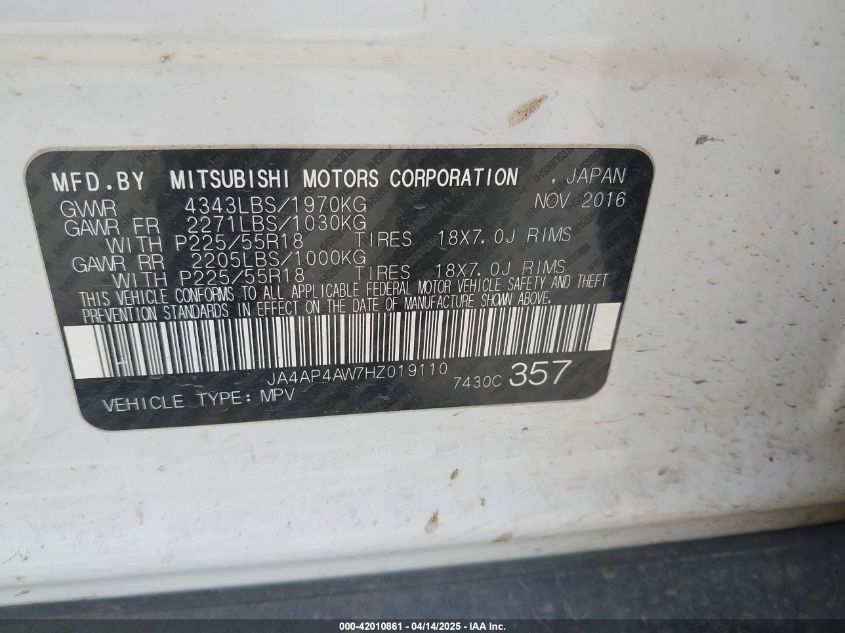 MFD.BY MITSUBISHI MOTORS CORPORATION , JAPAN
GVWR 4343LBS/1970KG NOV 2016
GAWR FR 2271LBS/1030KG
WITH P225/55R18 TIRES 18X7.0J RIMS
GAWR RR 2205LBS/1000KG
WITH P225/55R18 TIRES 18X7.0J RIMS
THIS VEHICLE CONFORMS TO ALL APPLICABLE FEDERAL MOTOR VEHICLE SAFETY AND THEFT
PREVENTION STANDARDS IN EFFECT ON THE DATE OF MANUFACTURE SHOWN ABOVE.
JA4AP4AW7HZ019110 7430C 357
VEHICLE TYPE: MPV
000-42010861 - 04/14/2025 - IAA Inc.